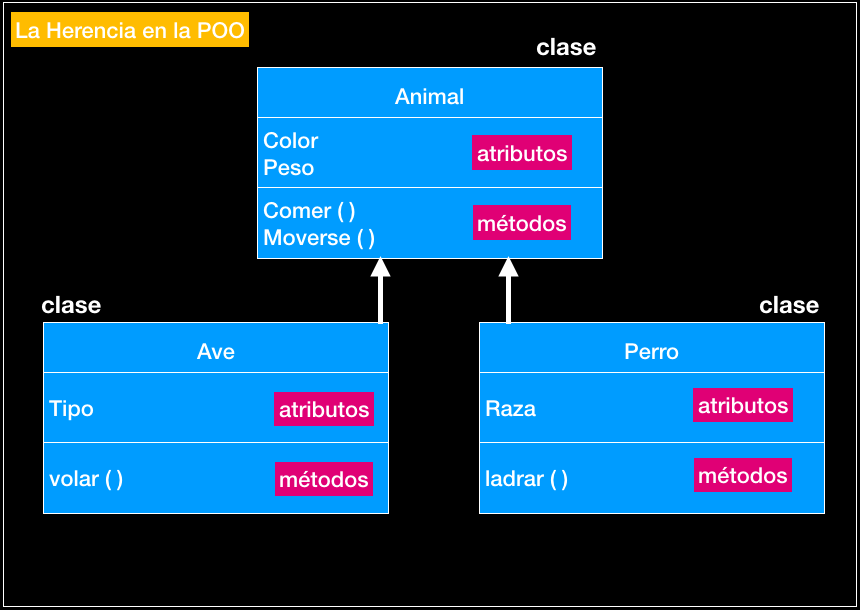 La Herencia en la POO
clase
Animal
Color
Peso
atributos
Comer ( )
Moverse ( )
métodos
clase
Ave
Tipo
atributos
volar ( )
métodos
clase
Perro
Raza
atributos
ladrar ( )
métodos